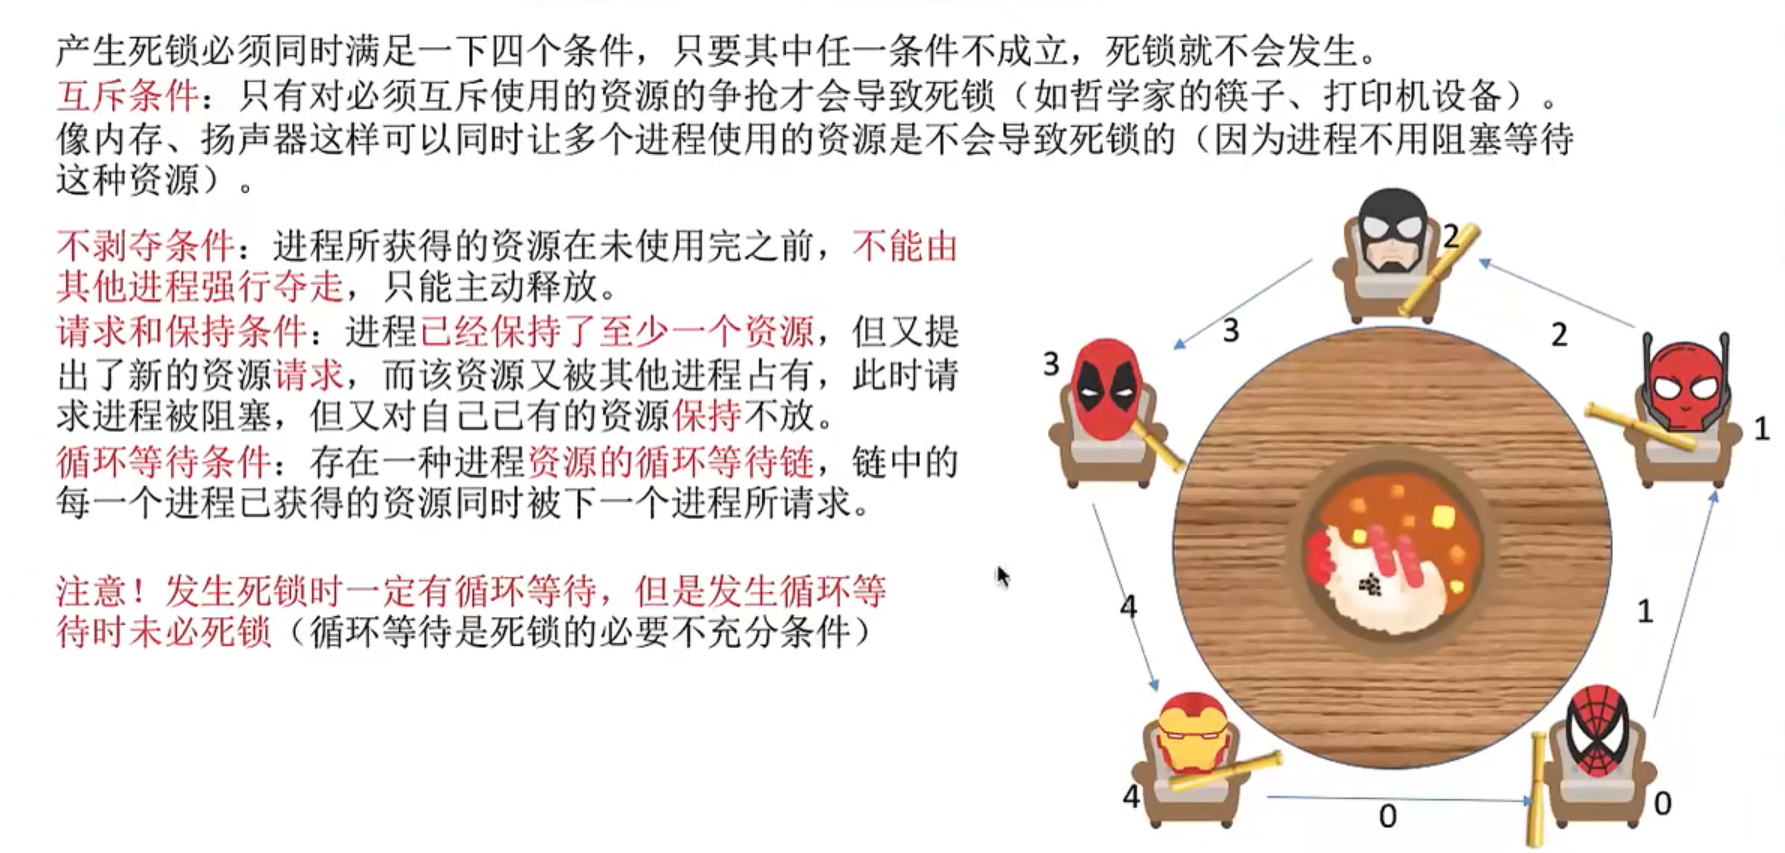 产生死锁必须同时满足一下四个条件，只要其中任一条件不成立，死锁就不会发生。
互斥条件：只有对必须互斥使用的资源的争抢才会导致死锁（如哲学家的筷子、打印机设备）。
像内存、扬声器这样可以同时让多个进程使用的资源是不会导致死锁的（因为进程不用阻塞等待
这种资源）。
不剥夺条件：进程所获得的资源在未使用完之前，不能由
其他进程强行夺走，只能主动释放。
请求和保持条件：进程已经保持了至少一个资源，但又提
出了新的资源请求，而该资源又被其他进程占有，此时请
求进程被阻塞，但又对自己已有的资源保持不放。
循环等待条件：存在一种进程资源的循环等待链，链中的
每一个进程已获得的资源同时被下一个进程所请求。
注意！发生死锁时一定有循环等待，但是发生循环等
待时未必死锁（循环等待是死锁的必要不充分条件）
2
3
2
3
1
4
1
4
0
0